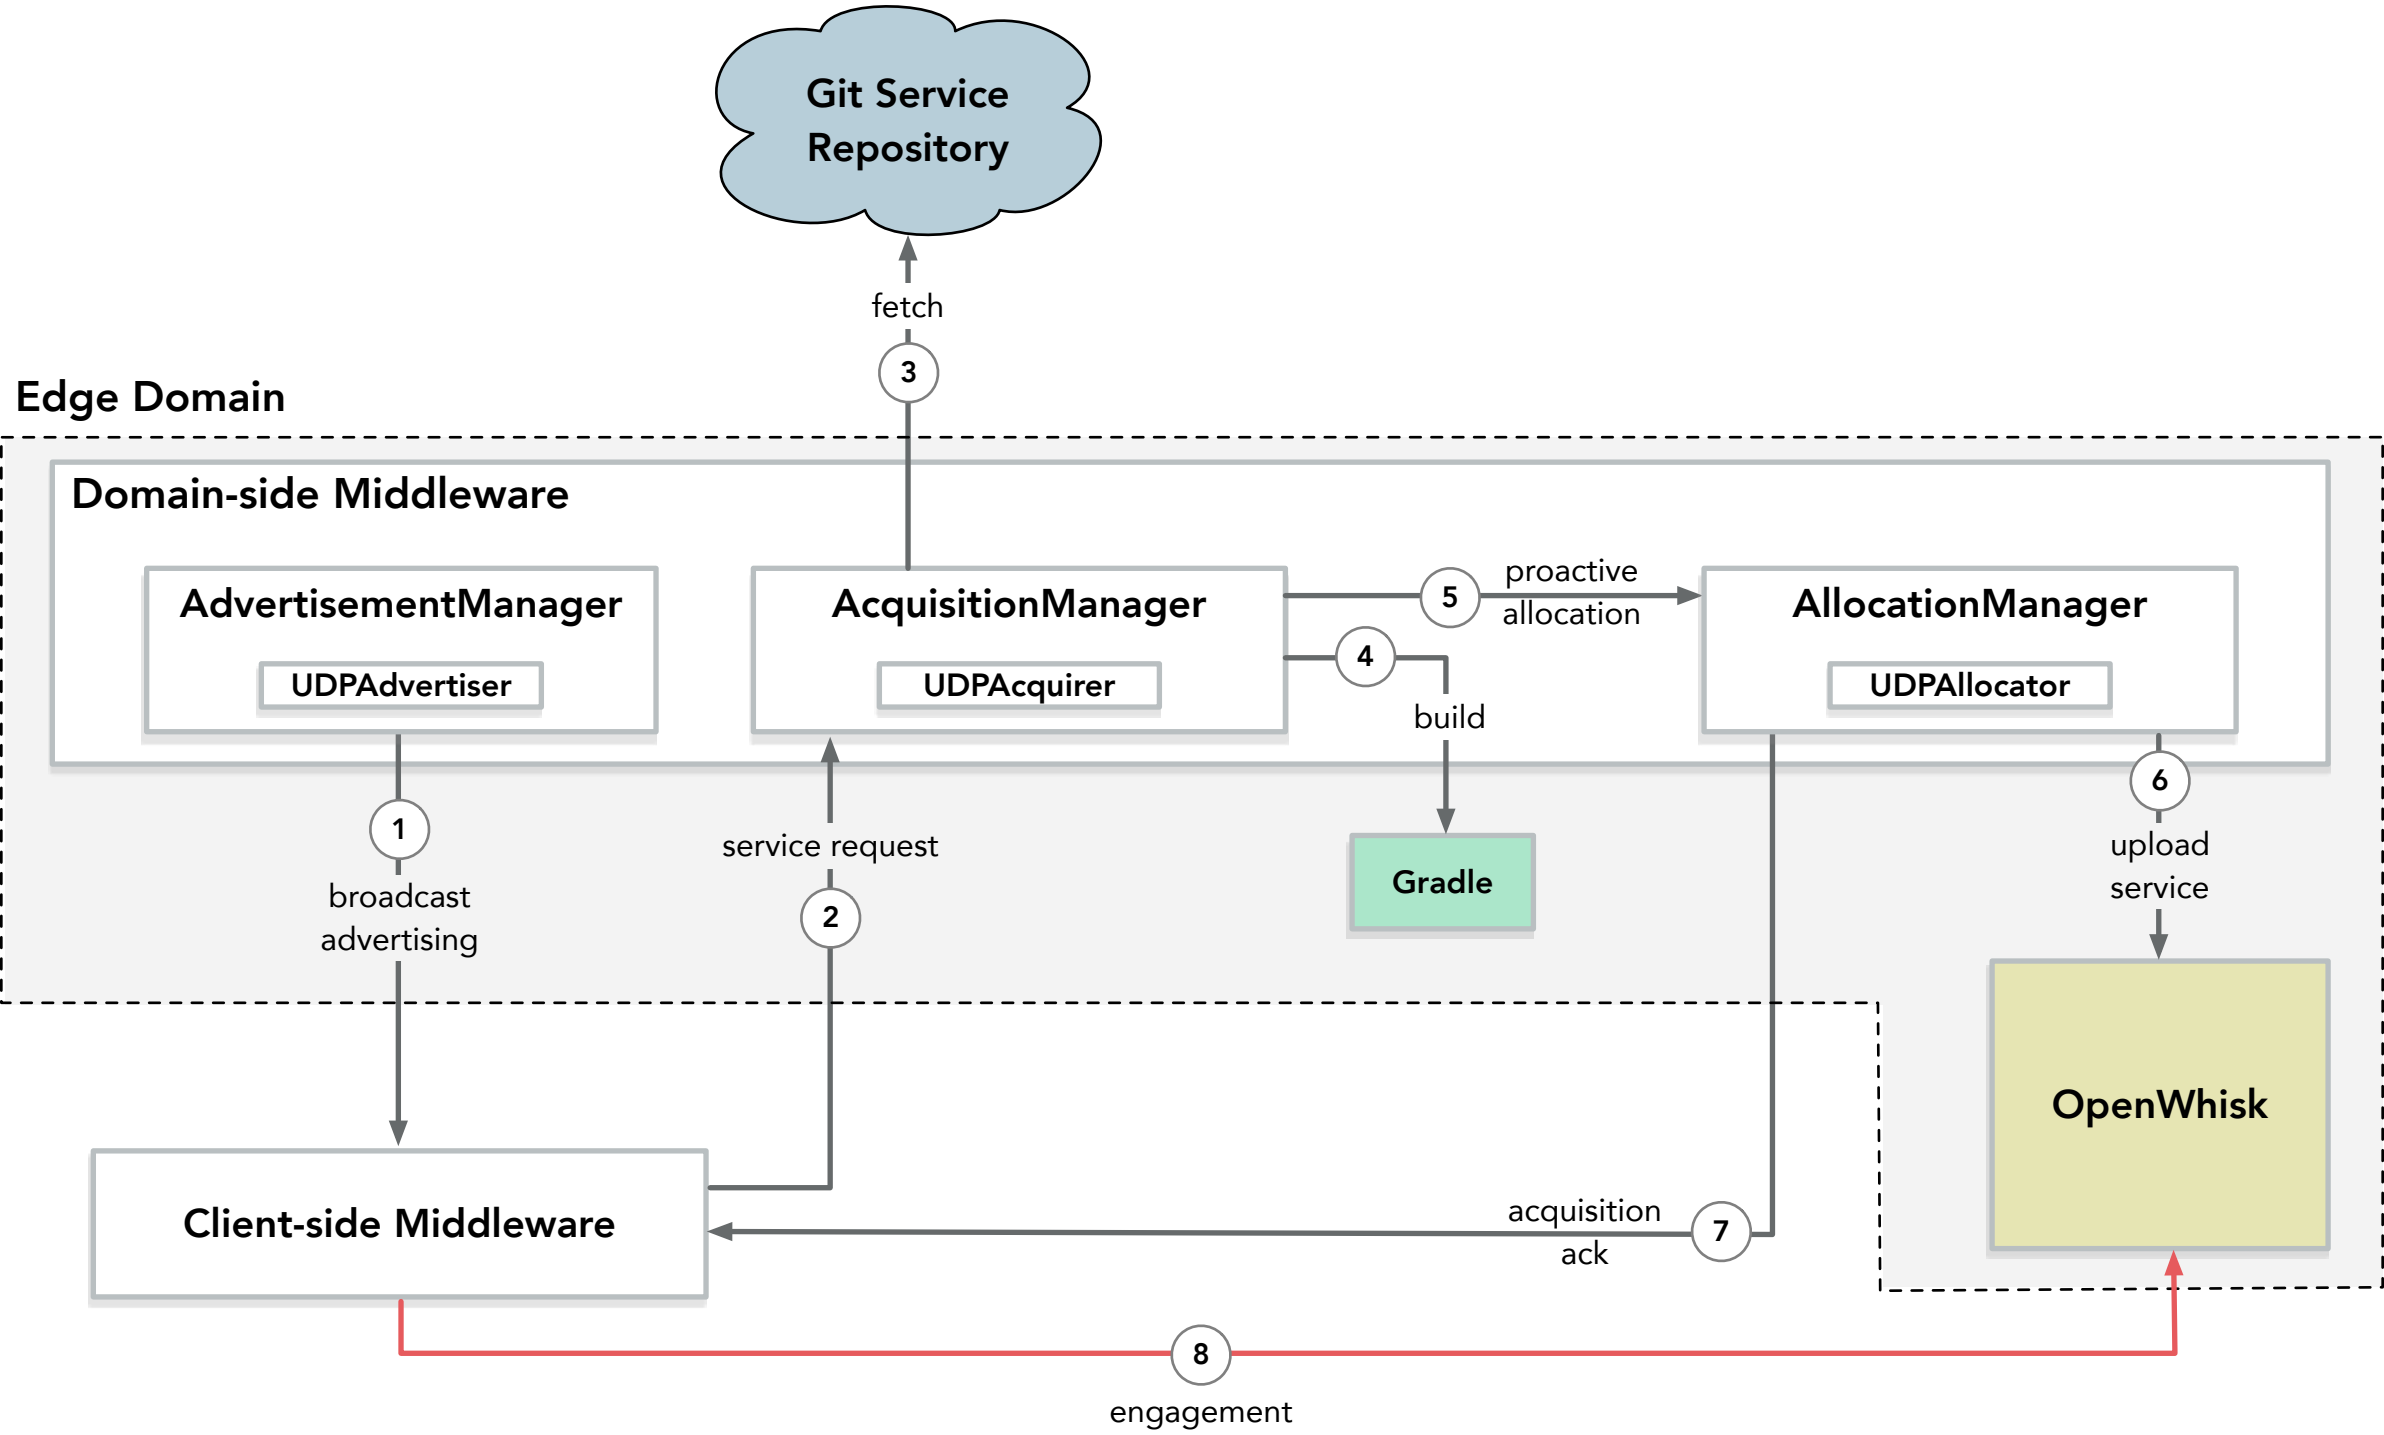 Git Service
Repository
fetch
3
Edge Domain
Domain-side Middleware
AdvertisementManager
UDPAdvertiser
AcquisitionManager
UDPAcquirer
5
proactive
allocation
4
build
AllocationManager
UDPAllocator
1
broadcast
advertising
service request
2
Gradle
6
upload
service
OpenWhisk
Client-side Middleware
acquisition
ack
7
8
engagement